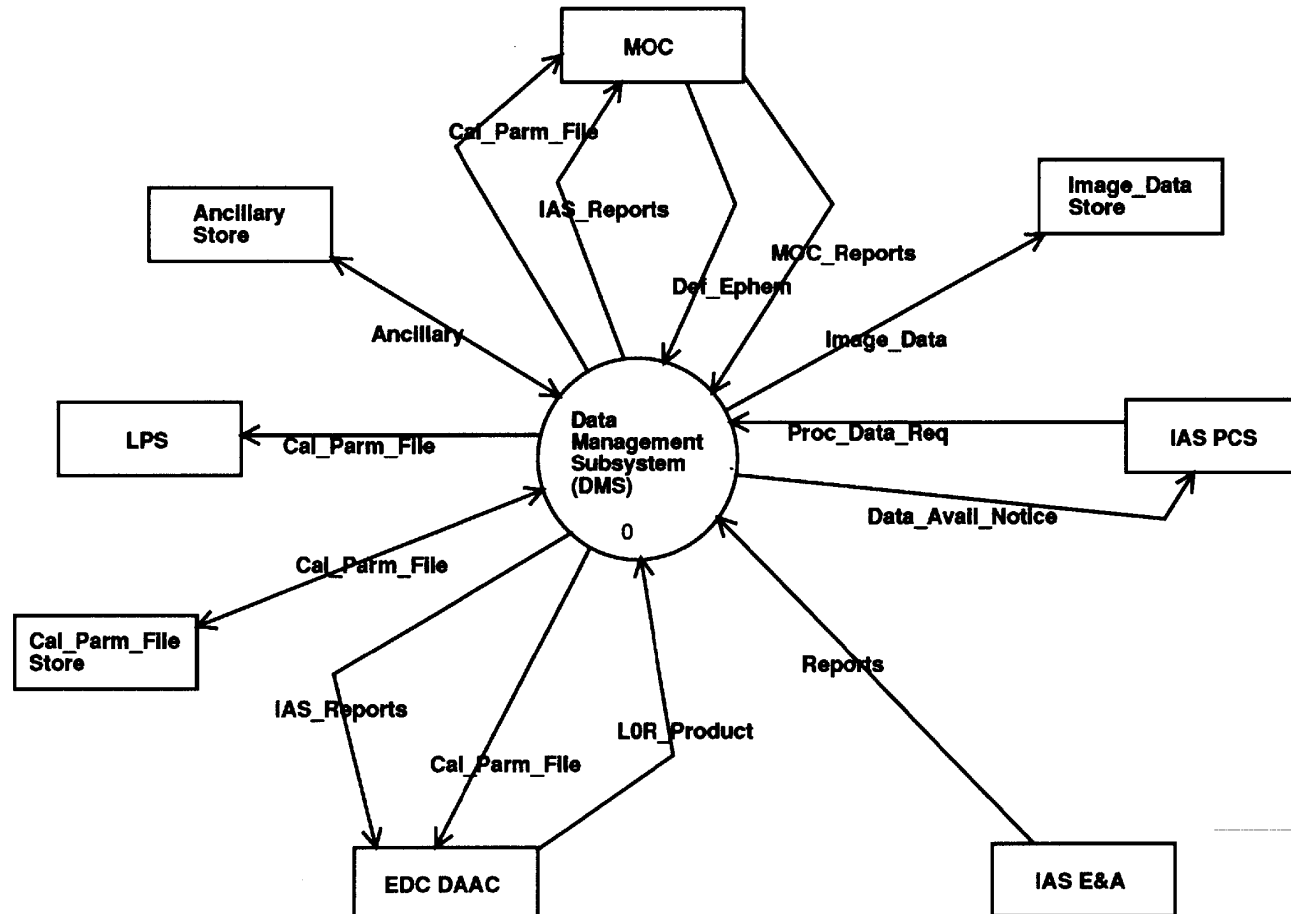 MOC
Cal_Parm_File
IAS_Reports
Def_Ephem
MOC_Reports
Image_Data
Store
Ancillary
Store
Ancillary
Image_Data
LPS
Cal_Parm_File
Data
Management
Subsystem
(DMS)
0
Proc_Data_Req
IAS PCS
Data_Avail_Notice
Cal_Parm_File
Cal_Parm_File
Store
Reports
IAS_Reports
L0R_Product
Cal_Parm_File
EDC DAAC
IAS E&A